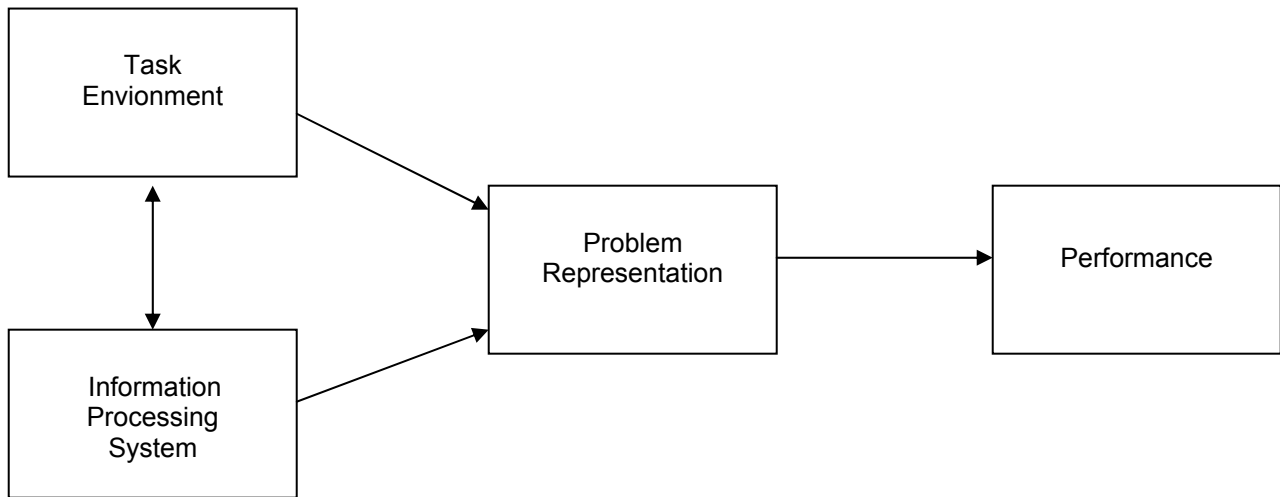 Task
Envionment
Problem
Representation
Performance
Information
Processing
System